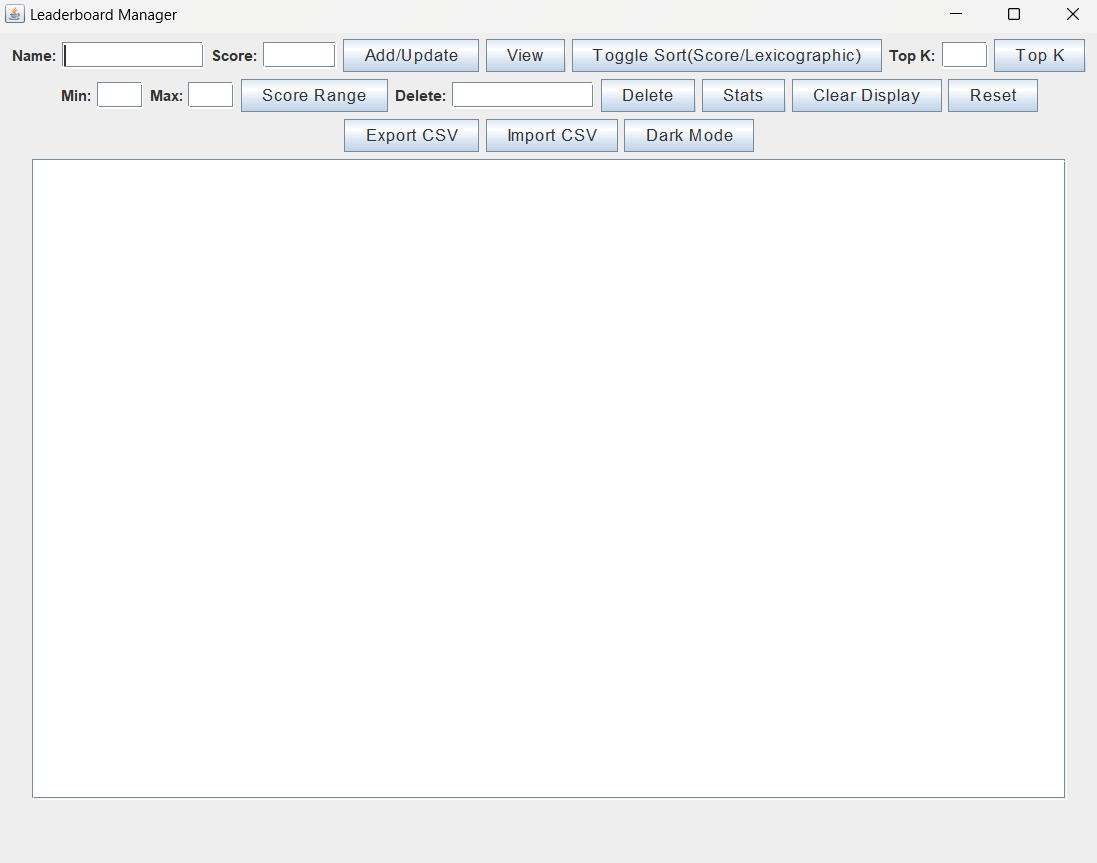 Leaderboard Manager
Name: Score: Add/Update View Toggle Sort(Score/Lexicographic) Top K: Top K
Min: Max: Score Range Delete: Delete Stats Clear Display Reset
Export CSV Import CSV Dark Mode